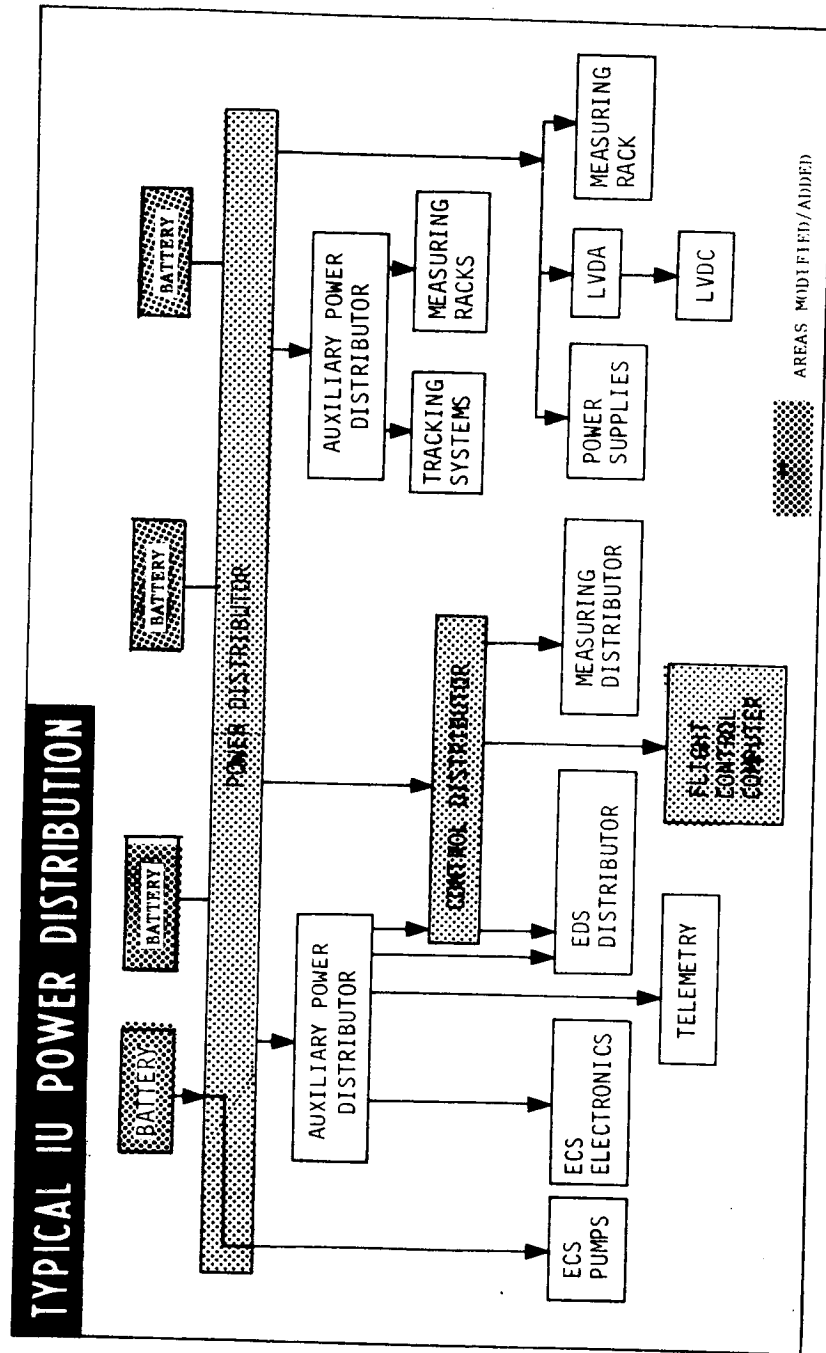 TYPICAL IU POWER DISTRIBUTION
BATTERY
BATTERY
BATTERY
BATTERY
POWER DISTRIBUTOR
AUXILIARY POWER
DISTRIBUTOR
AUXILIARY POWER
DISTRIBUTOR
CONTROL DISTRIBUTOR
TRACKING
SYSTEMS
MEASURING
RACKS
ECS
PUMPS
ECS
ELECTRONICS
EDS
DISTRIBUTOR
MEASURING
DISTRIBUTOR
POWER
SUPPLIES
LVDA
MEASURING
RACK
TELEMETRY
FLIGHT
CONTROL
COMPUTER
LVDC
AREAS MODIFIED/ADDED